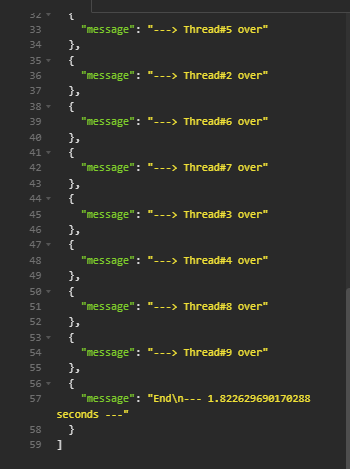 32 {
33 "message": "---> Thread#5 over"
34 },
35 {
36 "message": "---> Thread#2 over"
37 },
38 {
39 "message": "---> Thread#6 over"
40 },
41 {
42 "message": "---> Thread#7 over"
43 },
44 {
45 "message": "---> Thread#3 over"
46 },
47 {
48 "message": "---> Thread#4 over"
49 },
50 {
51 "message": "---> Thread#8 over"
52 },
53 {
54 "message": "---> Thread#9 over"
55 },
56 {
57 "message": "End\n--- 1.822629690170288
seconds ---"
58 }
59 ]